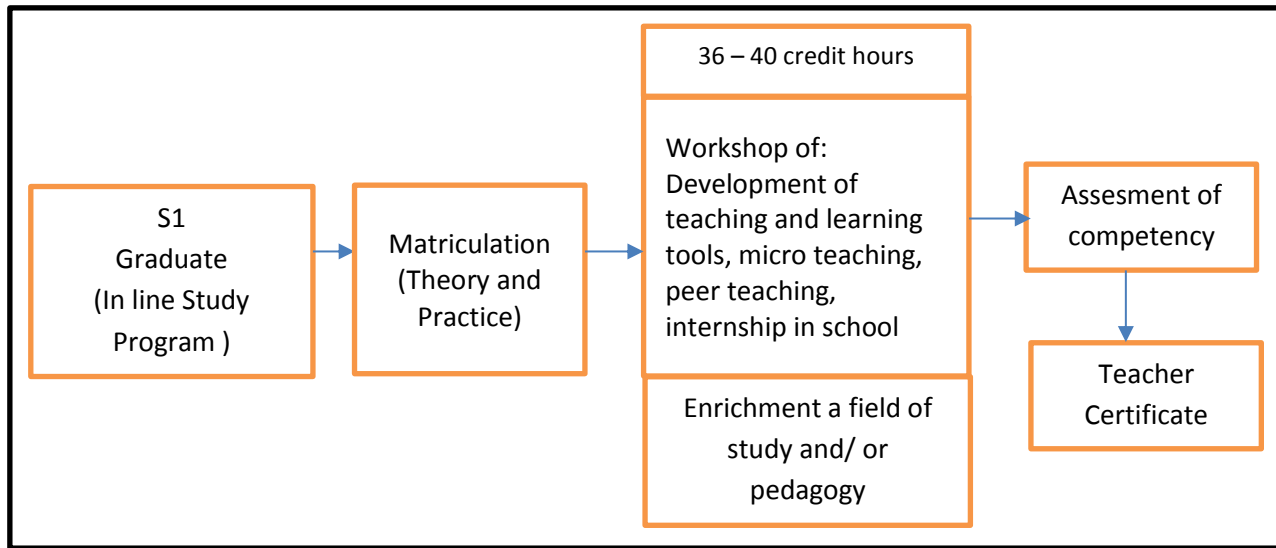 S1
Graduate
(In line Study
Program )
Matriculation
(Theory and
Practice)
36 – 40 credit hours
Workshop of:
Development of
teaching and learning
tools, micro teaching,
peer teaching,
internship in school
Enrichment a field of
study and/ or
pedagogy
Assesment of
competency
Teacher
Certificate